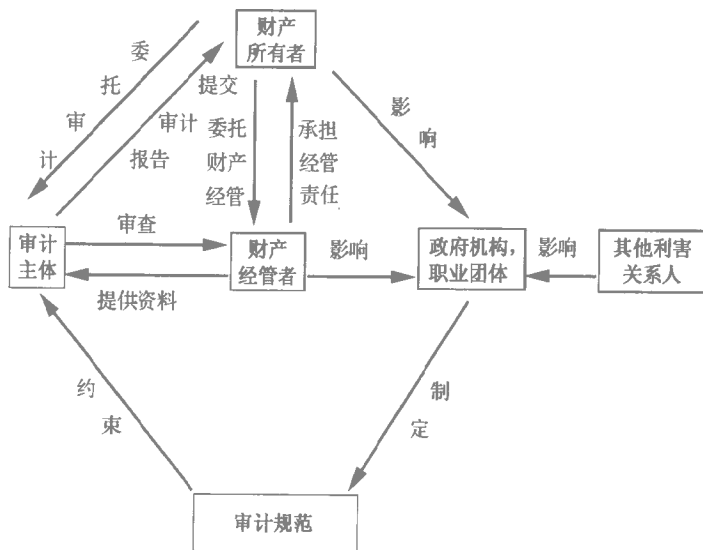 财产
所有者
委
托
审
计
提交
审计
报告
委托
财产
经管
承担
经管
责任
影
响
审计
主体
审查
提供资料
财产
经管者
影响
政府机构，
职业团体
影响
其他利害
关系人
约
束
制
定
审计规范